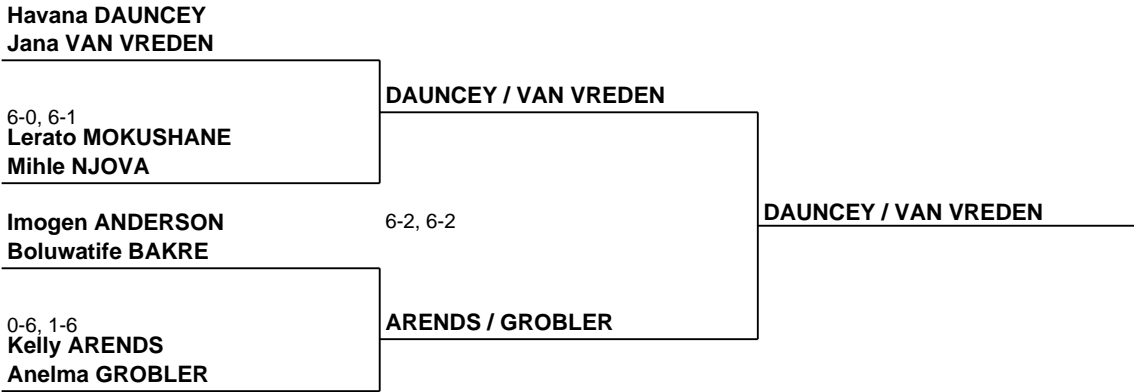 Havana DAUNCEY
Jana VAN VREDEN
DAUNCEY / VAN VREDEN
6-0, 6-1
Lerato MOKUSHANE
Mihle NJOVA
DAUNCEY / VAN VREDEN
Imogen ANDERSON
6-2, 6-2
Boluwatife BAKRE
ARENDS / GROBLER
0-6, 1-6
Kelly ARENDS
Anelma GROBLER